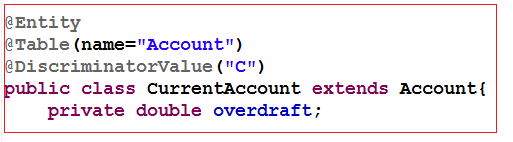 @Entity
@Table(name="Account")
@DiscriminatorValue("C")
public class CurrentAccount extends Account{
    private double overdraft;